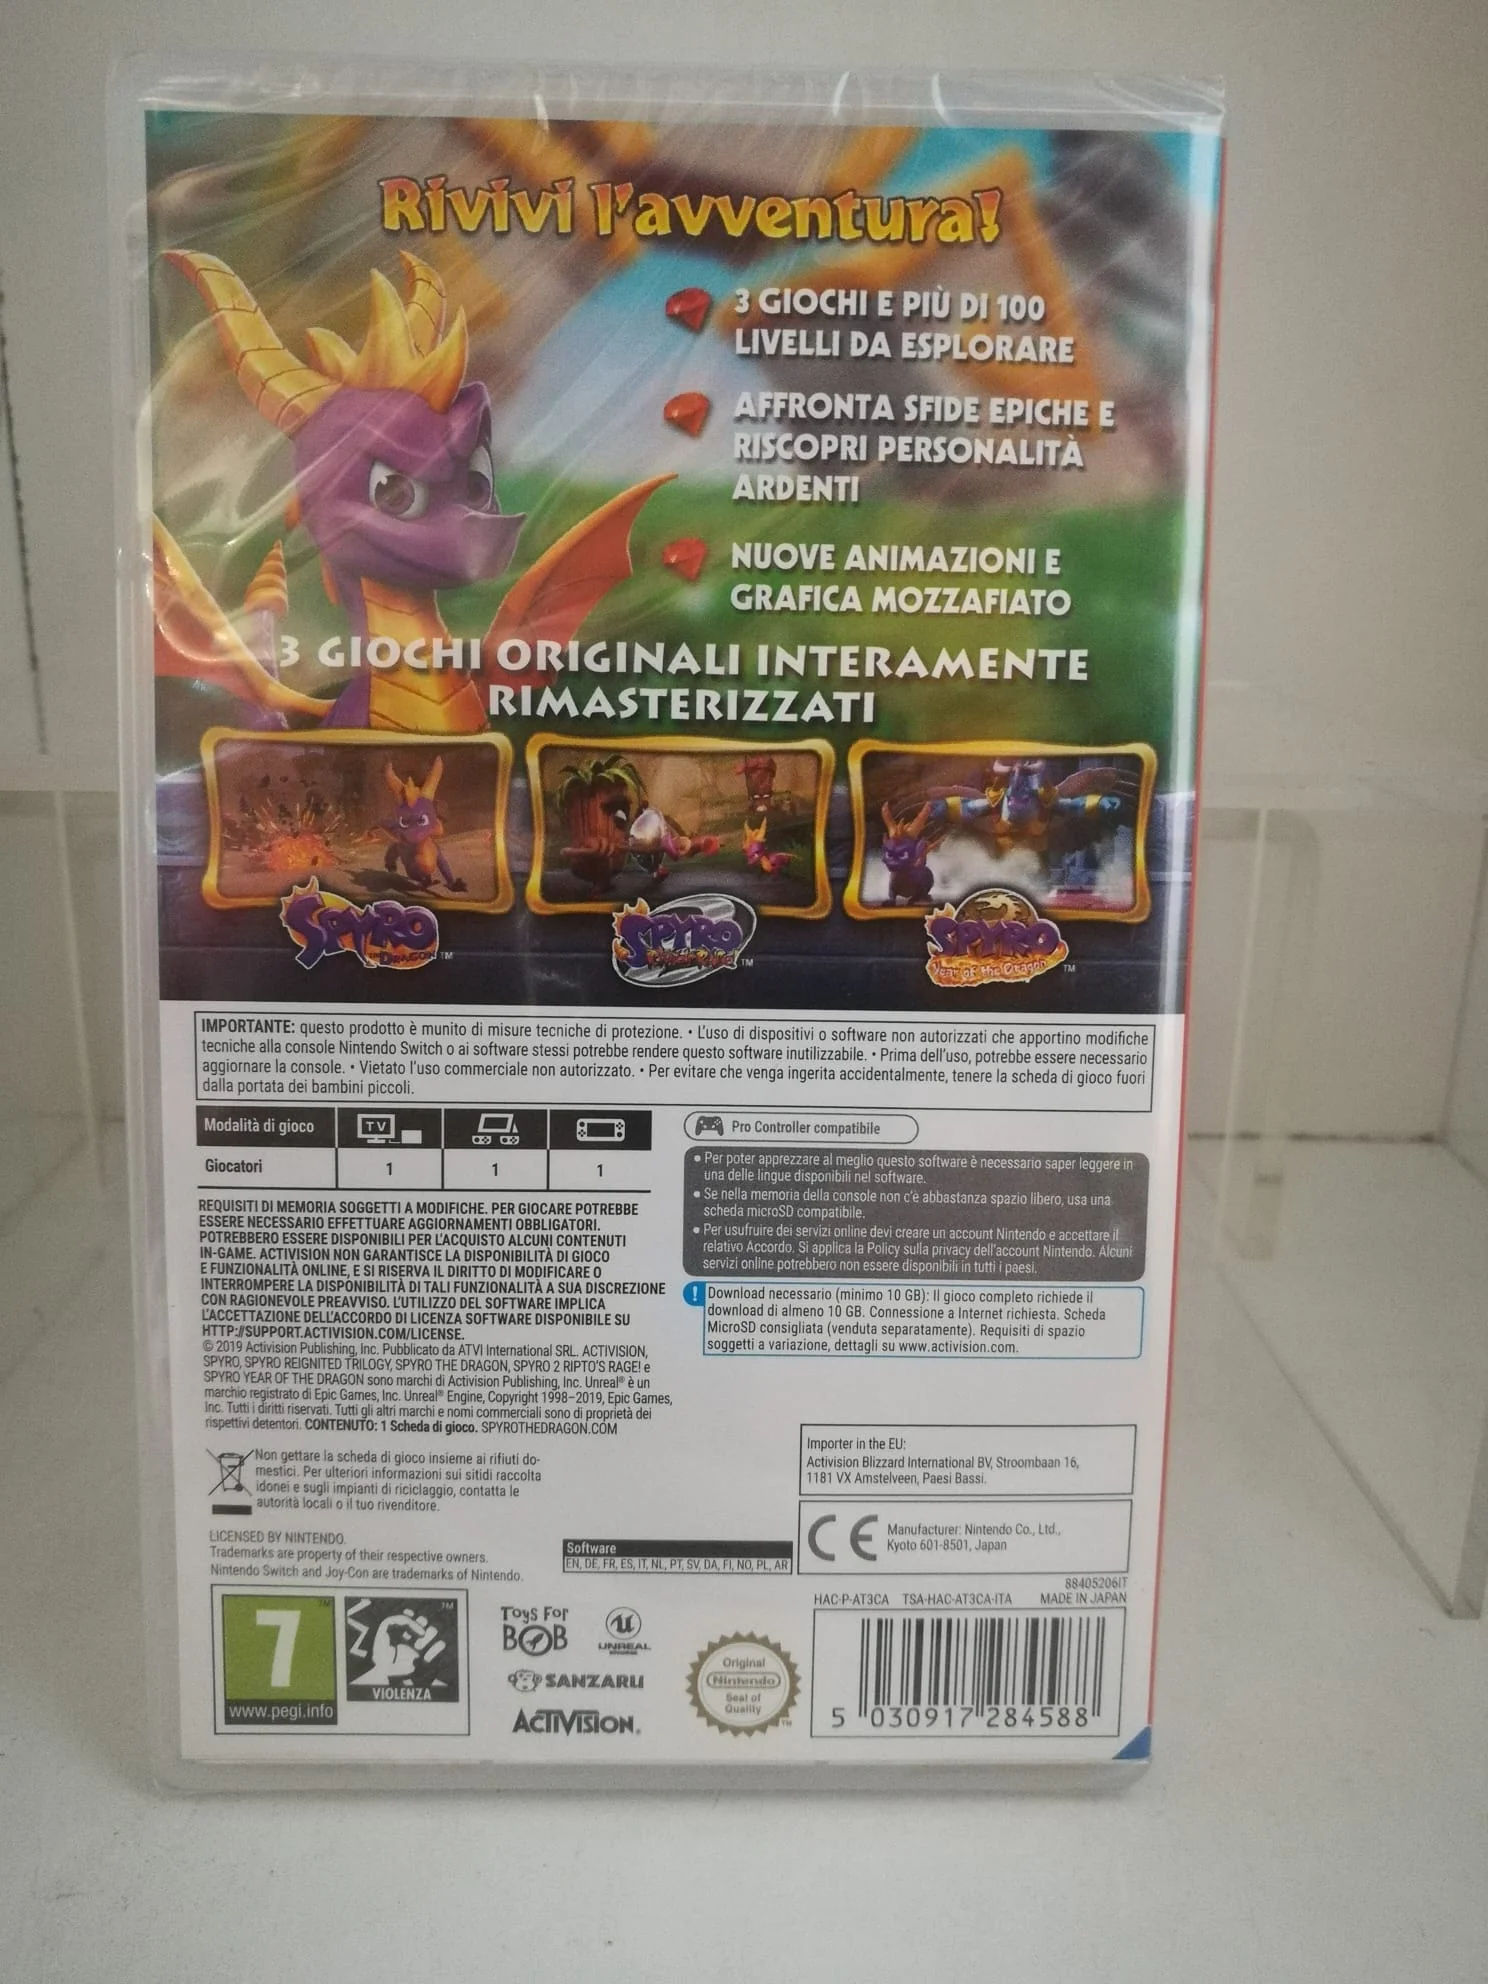 Rivivi l'avventura!
3 GIOCHI E PIÙ DI 100
LIVELLI DA ESPLORARE
AFFRONTA SFIDE EPICHE E
RISCOPRI PERSONALITÀ
ARDENTI
NUOVE ANIMAZIONI E
GRAFICA MOZZAFIATO
3 GIOCHI ORIGINALI INTERAMENTE
RIMASTERIZZATI
SPYRO THE DRAGON ™
SPYRO ™
SPYRO Year of the Dragon ™
IMPORTANTE: questo prodotto è munito di misure tecniche di protezione. • L'uso di dispositivi o software non autorizzati che apportino modifiche
tecniche alla console Nintendo Switch o ai software stessi potrebbe rendere questo software inutilizzabile. • Prima dell'uso, potrebbe essere necessario
aggiornare la console. • Vietato l'uso commerciale non autorizzato. • Per evitare che venga ingerita accidentalmente, tenere la scheda di gioco fuori
dalla portata dei bambini piccoli.
Modalità di gioco TV
Giocatori 1 1 1
Pro Controller compatibile
• Per poter apprezzare al meglio questo software è necessario saper leggere in
una delle lingue disponibili nel software.
• Se nella memoria della console non c'è abbastanza spazio libero, usa una
scheda microSD compatibile.
• Per usufruire dei servizi online devi creare un account Nintendo e accettare il
relativo Accordo. Si applica la Policy sulla privacy dell'account Nintendo. Alcuni
servizi online potrebbero non essere disponibili in tutti i paesi.
! Download necessario (minimo 10 GB): Il gioco completo richiede il
download di almeno 10 GB. Connessione a Internet richiesta. Scheda
MicroSD consigliata (venduta separatamente). Requisiti di spazio
soggetti a variazione, dettagli su www.activision.com.
REQUISITI DI MEMORIA SOGGETTI A MODIFICHE. PER GIOCARE POTREBBE
ESSERE NECESSARIO EFFETTUARE AGGIORNAMENTI OBBLIGATORI.
POTREBBERO ESSERE DISPONIBILI PER L'ACQUISTO ALCUNI CONTENUTI
IN-GAME. ACTIVISION NON GARANTISCE LA DISPONIBILITÀ DI GIOCO
E FUNZIONALITÀ ONLINE, E SI RISERVA IL DIRITTO DI MODIFICARE O
INTERROMPERE LA DISPONIBILITÀ DI TALI FUNZIONALITÀ A SUA DISCREZIONE
CON RAGIONEVOLE PREAVVISO. L'UTILIZZO DEL SOFTWARE IMPLICA
L'ACCETTAZIONE DELL'ACCORDO DI LICENZA SOFTWARE DISPONIBILE SU
HTTP://SUPPORT.ACTIVISION.COM/LICENSE.
© 2019 Activision Publishing, Inc. Pubblicato da ATVI International SRL. ACTIVISION,
SPYRO, SPYRO REIGNITED TRILOGY, SPYRO THE DRAGON, SPYRO 2 RIPTO'S RAGE! e
SPYRO YEAR OF THE DRAGON sono marchi di Activision Publishing, Inc. Unreal® è un
marchio registrato di Epic Games, Inc. Unreal® Engine, Copyright 1998–2019, Epic Games,
Inc. Tutti i diritti riservati. Tutti gli altri marchi e nomi commerciali sono di proprietà dei
rispettivi detentori. CONTENUTO: 1 Scheda di gioco. SPYROTHEDRAGON.COM
Non gettare la scheda di gioco insieme ai rifiuti do-
mestici. Per ulteriori informazioni sui sitidi raccolta
idonei e sugli impianti di riciclaggio, contatta le
autorità locali o il tuo rivenditore.
Importer in the EU:
Activision Blizzard International BV, Stroombaan 16,
1181 VX Amstelveen, Paesi Bassi.
CE Manufacturer: Nintendo Co., Ltd.,
Kyoto 601-8501, Japan
LICENSED BY NINTENDO.
Trademarks are property of their respective owners.
Nintendo Switch and Joy-Con are trademarks of Nintendo.
Software
EN, DE, FR, ES, IT, NL, PT, SV, DA, FI, NO, PL, AR
88405206IT
HAC-P-AT3CA TSA-HAC-AT3CA-ITA MADE IN JAPAN
7 ™
www.pegi.info
™
VIOLENZA
TOYS FOR
BOB
UNREAL
ENGINE
SANZARU
ACTIVISION.
Original
Nintendo
Seal of
Quality
™
5 030917 284588